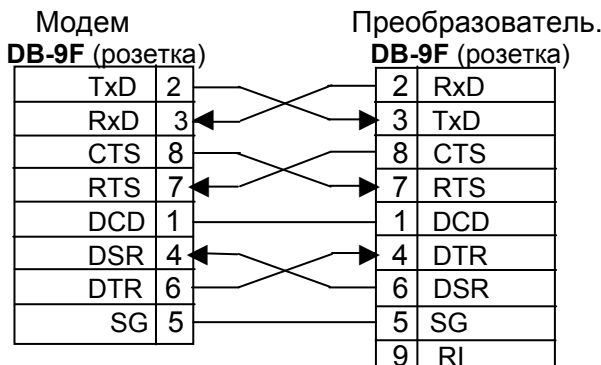 Модем Преобразователь.
DB-9F (розетка) DB-9F (розетка)
TxD 2 2 RxD
RxD 3 3 TxD
CTS 8 8 CTS
RTS 7 7 RTS
DCD 1 1 DCD
DSR 4 4 DTR
DTR 6 6 DSR
SG 5 5 SG
9 RI